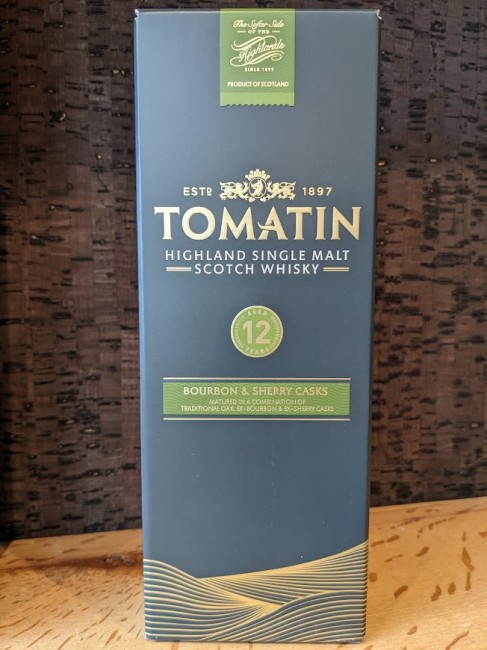 The Softer Side
OF THE
Highlands
SINCE 1897
PRODUCT OF SCOTLAND
ESTD 1897
TOMATIN
HIGHLAND SINGLE MALT
SCOTCH WHISKY
AGED
12
YEARS
BOURBON & SHERRY CASKS
MATURED IN A COMBINATION OF
TRADITIONAL OAK, EX-BOURBON & EX-SHERRY CASKS